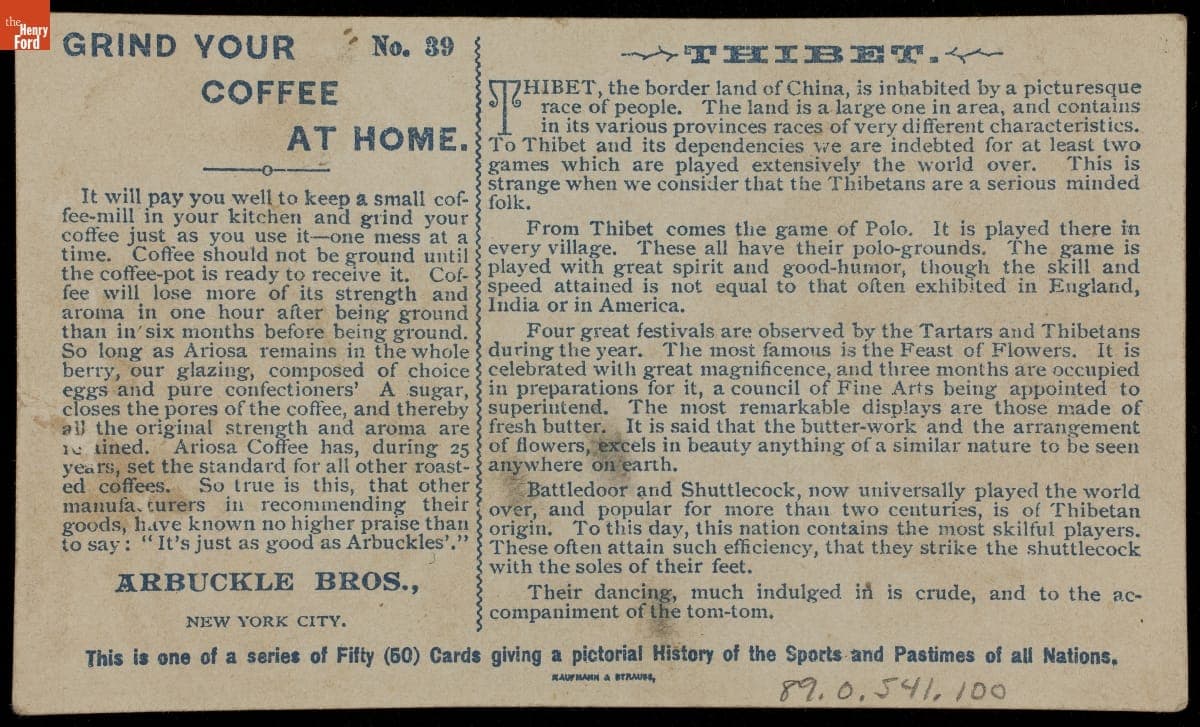 the
Henry
Ford
GRIND YOUR No. 39
COFFEE
AT HOME.
It will pay you well to keep a small cof-
fee-mill in your kitchen and grind your
coffee just as you use it—one mess at a
time. Coffee should not be ground until
the coffee-pot is ready to receive it. Cof-
fee will lose more of its strength and
aroma in one hour after being ground
than in six months before being ground.
So long as Ariosa remains in the whole
berry, our glazing, composed of choice
eggs and pure confectioners' A sugar,
closes the pores of the coffee, and thereby
all the original strength and aroma are
re tined. Ariosa Coffee has, during 25
years, set the standard for all other roast-
ed coffees. So true is this, that other
manufacturers in recommending their
goods, have known no higher praise than
to say: "It's just as good as Arbuckles'."
ARBUCKLE BROS.,
NEW YORK CITY.
THIBET.
THIBET, the border land of China, is inhabited by a picturesque
race of people. The land is a large one in area, and contains
in its various provinces races of very different characteristics.
To Thibet and its dependencies we are indebted for at least two
games which are played extensively the world over. This is
strange when we consider that the Thibetans are a serious minded
folk.
From Thibet comes the game of Polo. It is played there in
every village. These all have their polo-grounds. The game is
played with great spirit and good-humor, though the skill and
speed attained is not equal to that often exhibited in England,
India or in America.
Four great festivals are observed by the Tartars and Thibetans
during the year. The most famous is the Feast of Flowers. It is
celebrated with great magnificence, and three months are occupied
in preparations for it, a council of Fine Arts being appointed to
superintend. The most remarkable displays are those made of
fresh butter. It is said that the butter-work and the arrangement
of flowers, excels in beauty anything of a similar nature to be seen
anywhere on earth.
Battledoor and Shuttlecock, now universally played the world
over, and popular for more than two centuries, is of Thibetan
origin. To this day, this nation contains the most skilful players.
These often attain such efficiency, that they strike the shuttlecock
with the soles of their feet.
Their dancing, much indulged in is crude, and to the ac-
companiment of the tom-tom.
This is one of a series of Fifty (50) Cards giving a pictorial History of the Sports and Pastimes of all Nations.
KAUFMANN & STRAUSS,
89.0.541.100